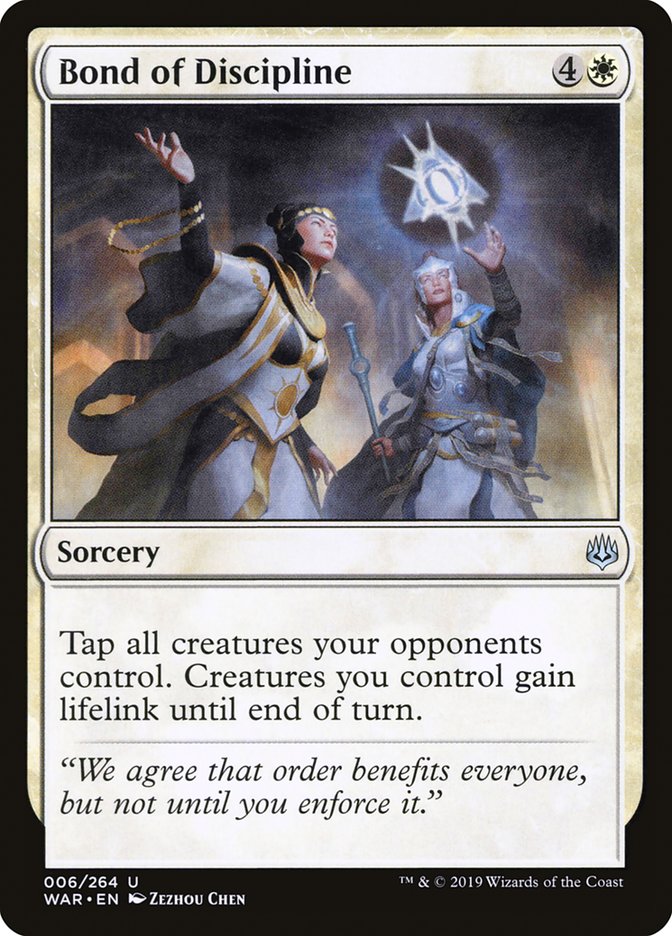 Bond of Discipline 4
Sorcery
Tap all creatures your opponents
control. Creatures you control gain
lifelink until end of turn.
“We agree that order benefits everyone,
but not until you enforce it.”
006/264 U
WAR • EN Zezhou Chen
™ & © 2019 Wizards of the Coast